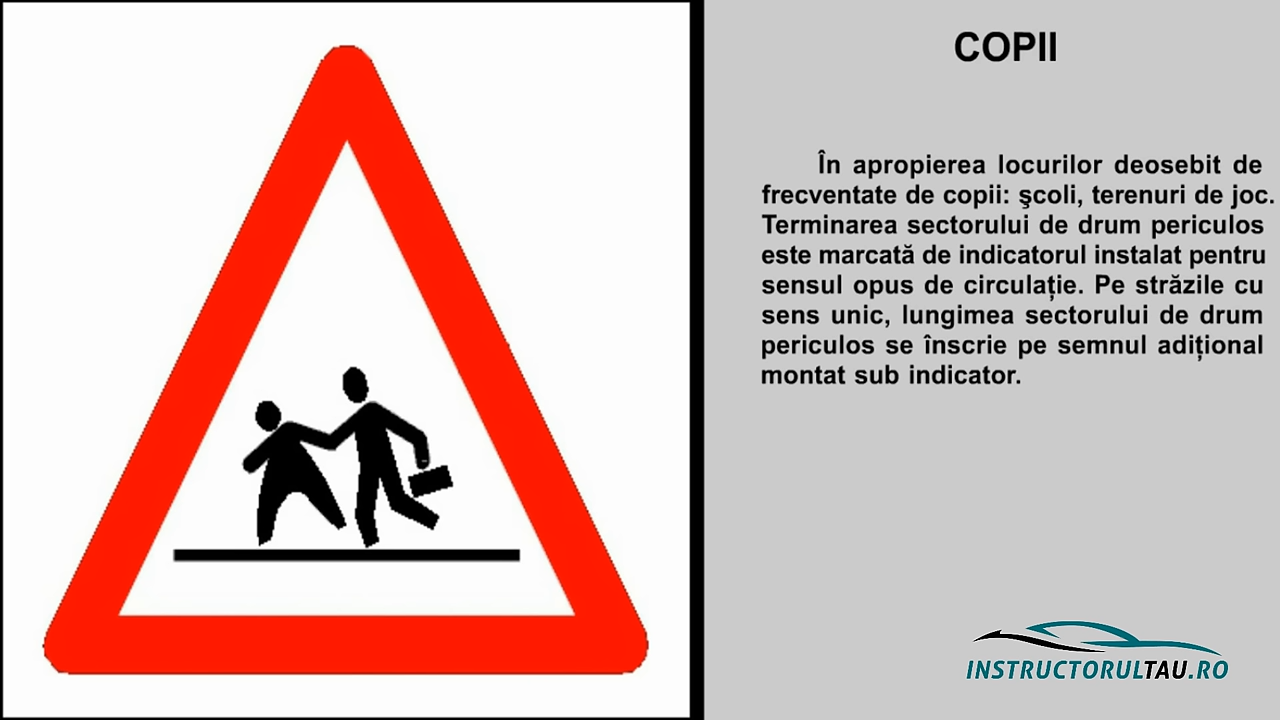 COPII
În apropierea locurilor deosebit de
frecventate de copii: şcoli, terenuri de joc.
Terminarea sectorului de drum periculos
este marcată de indicatorul instalat pentru
sensul opus de circulație. Pe străzile cu
sens unic, lungimea sectorului de drum
periculos se înscrie pe semnul adițional
montat sub indicator.
INSTRUCTORULTAU.RO